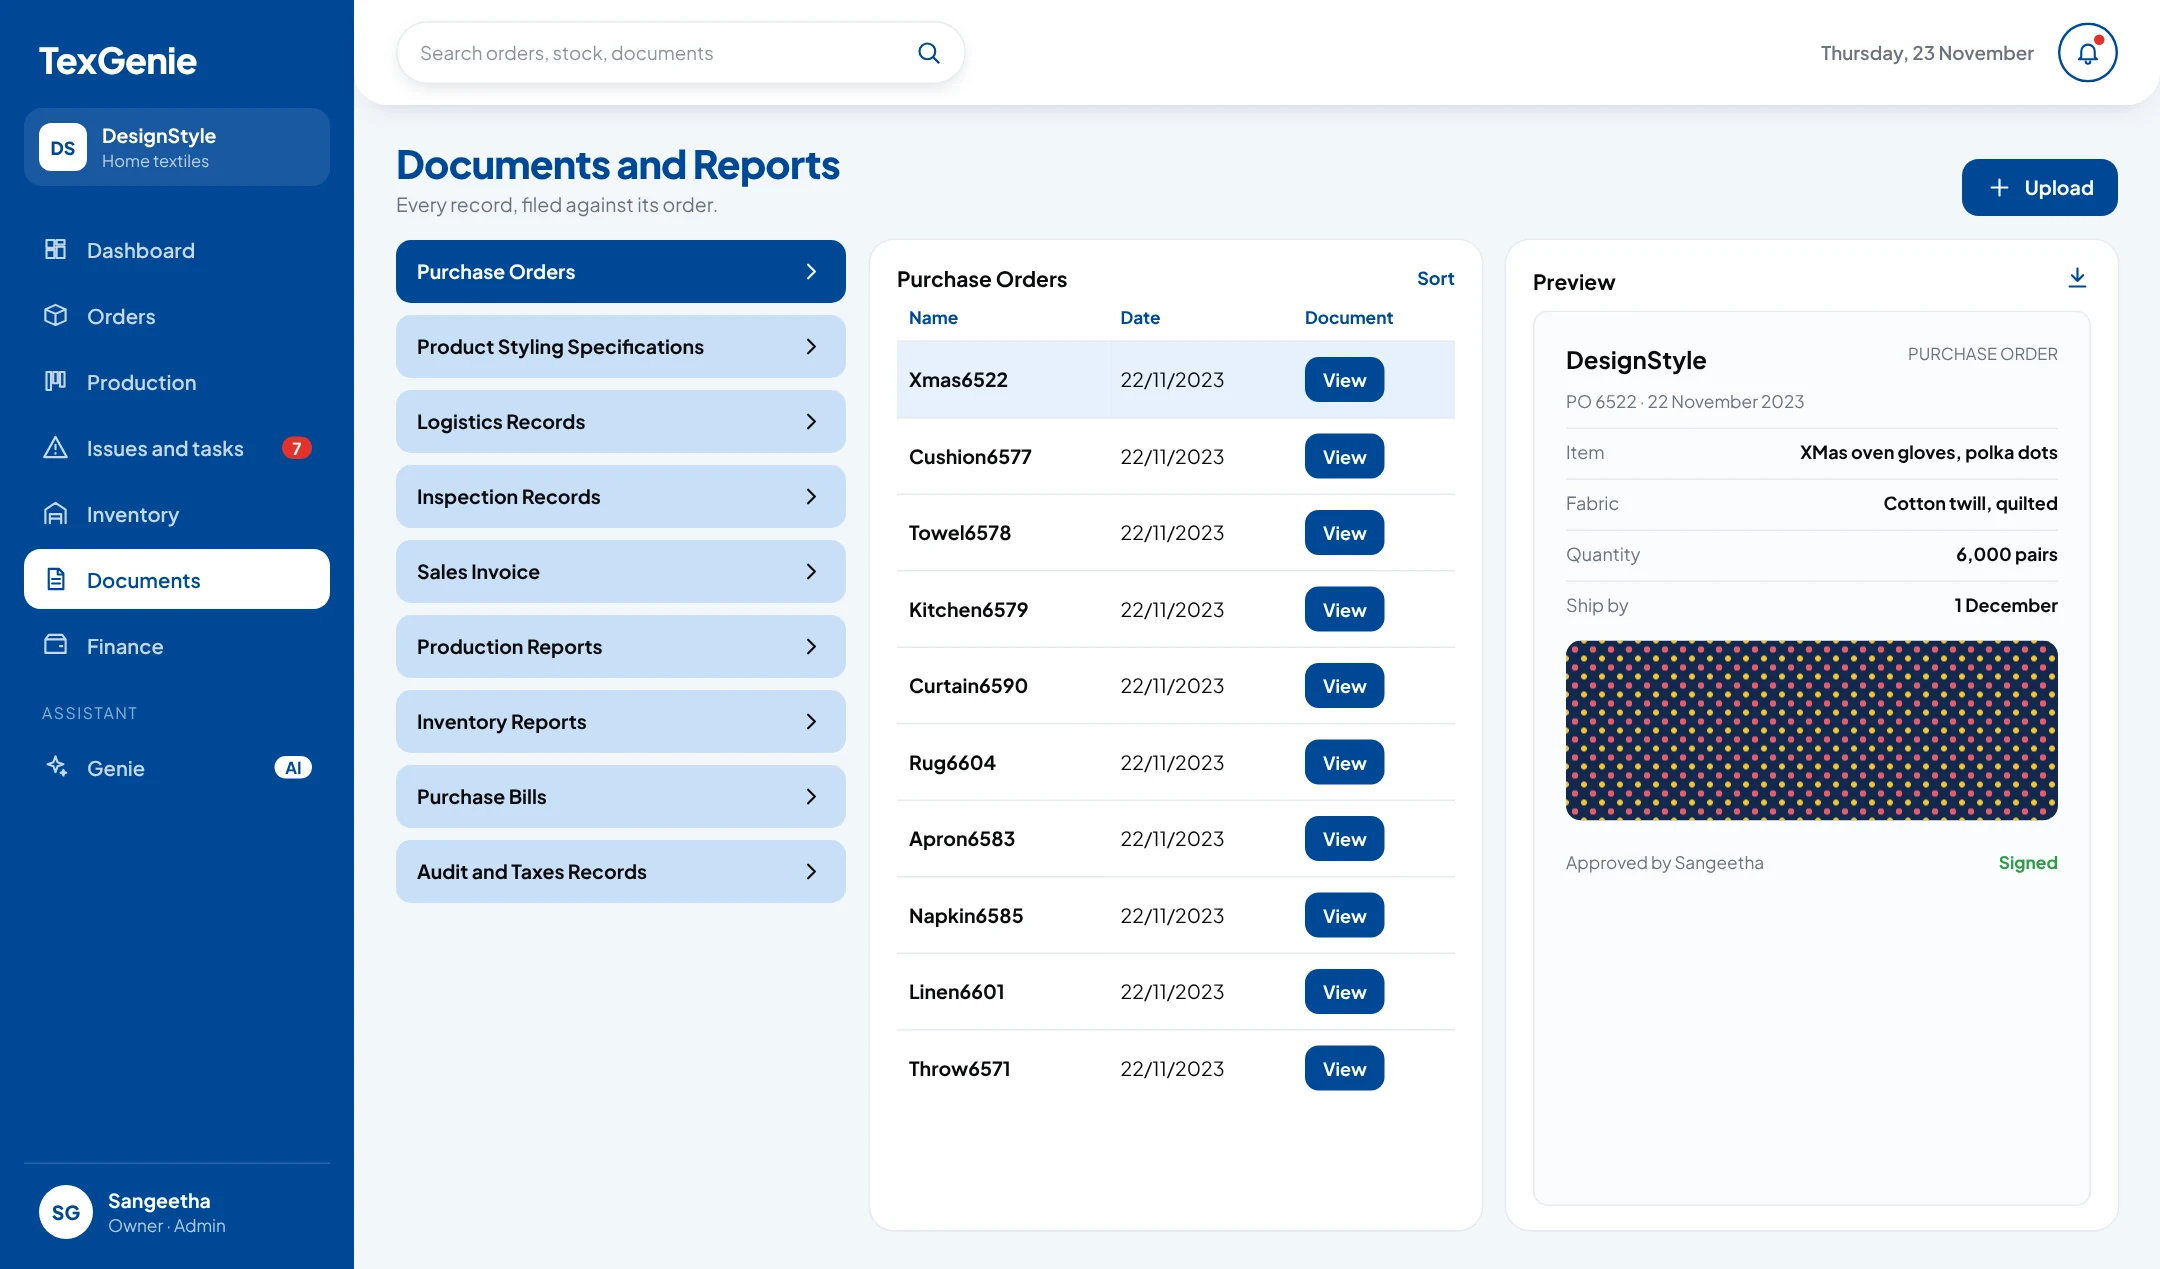 TexGenie
DS
DesignStyle
Home textiles
Dashboard
Orders
Production
Issues and tasks 7
Inventory
Documents
Finance
ASSISTANT
Genie AI
SG
Sangeetha
Owner · Admin
Search orders, stock, documents
Thursday, 23 November
Documents and Reports
Every record, filed against its order.
+ Upload
Purchase Orders
Product Styling Specifications
Logistics Records
Inspection Records
Sales Invoice
Production Reports
Inventory Reports
Purchase Bills
Audit and Taxes Records
Purchase Orders Sort
Name Date Document
Xmas6522 22/11/2023 View
Cushion6577 22/11/2023 View
Towel6578 22/11/2023 View
Kitchen6579 22/11/2023 View
Curtain6590 22/11/2023 View
Rug6604 22/11/2023 View
Apron6583 22/11/2023 View
Napkin6585 22/11/2023 View
Linen6601 22/11/2023 View
Throw6571 22/11/2023 View
Preview
DesignStyle PURCHASE ORDER
PO 6522 · 22 November 2023
Item XMas oven gloves, polka dots
Fabric Cotton twill, quilted
Quantity 6,000 pairs
Ship by 1 December
Approved by Sangeetha Signed